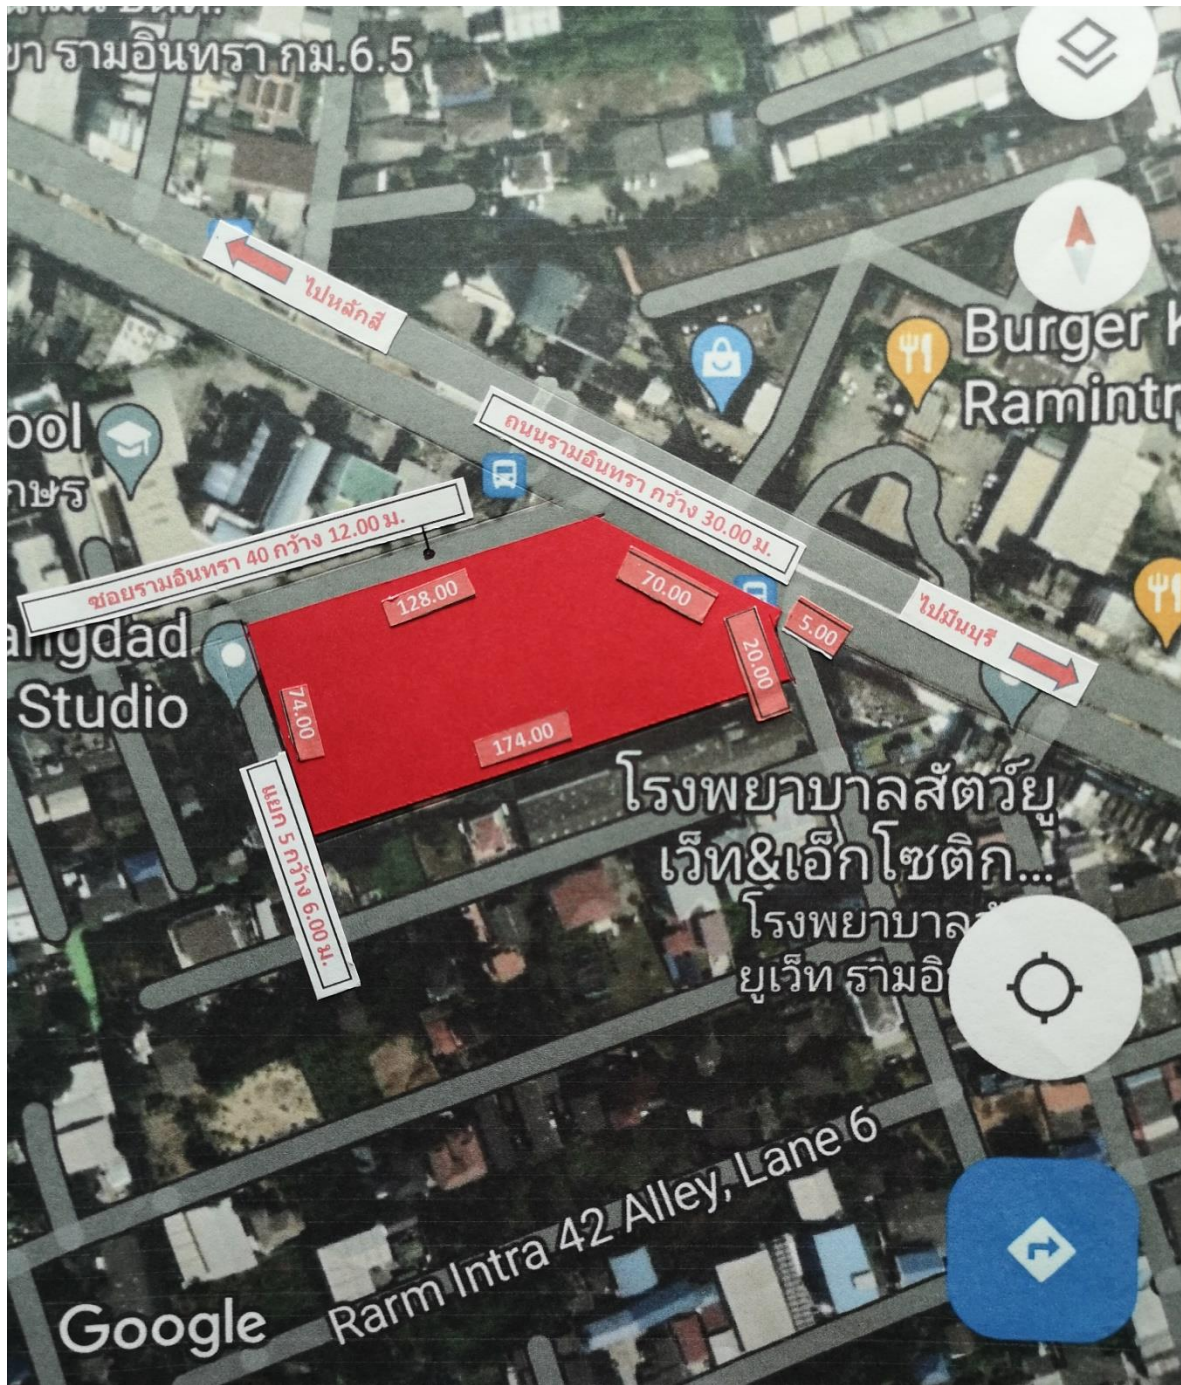 ขา รามอินทรา กม.6.5
ไปหลักสี่
Burger K
Ramintr
ถนนรามอินทรา กว้าง 30.00 ม.
ool
ษร
ซอยรามอินทรา 40 กว้าง 12.00 ม.
128.00
70.00
5.00
ไปมีนบุรี
angdad
Studio
20.00
74.00
174.00
แยก 5 กว้าง 6.00 ม.
โรงพยาบาลสัตว์ยู
เว็ท&เอ็กโซติก...
โรงพยาบาลสั
ยูเว็ท รามอิ
Rarm Intra 42 Alley, Lane 6
Google